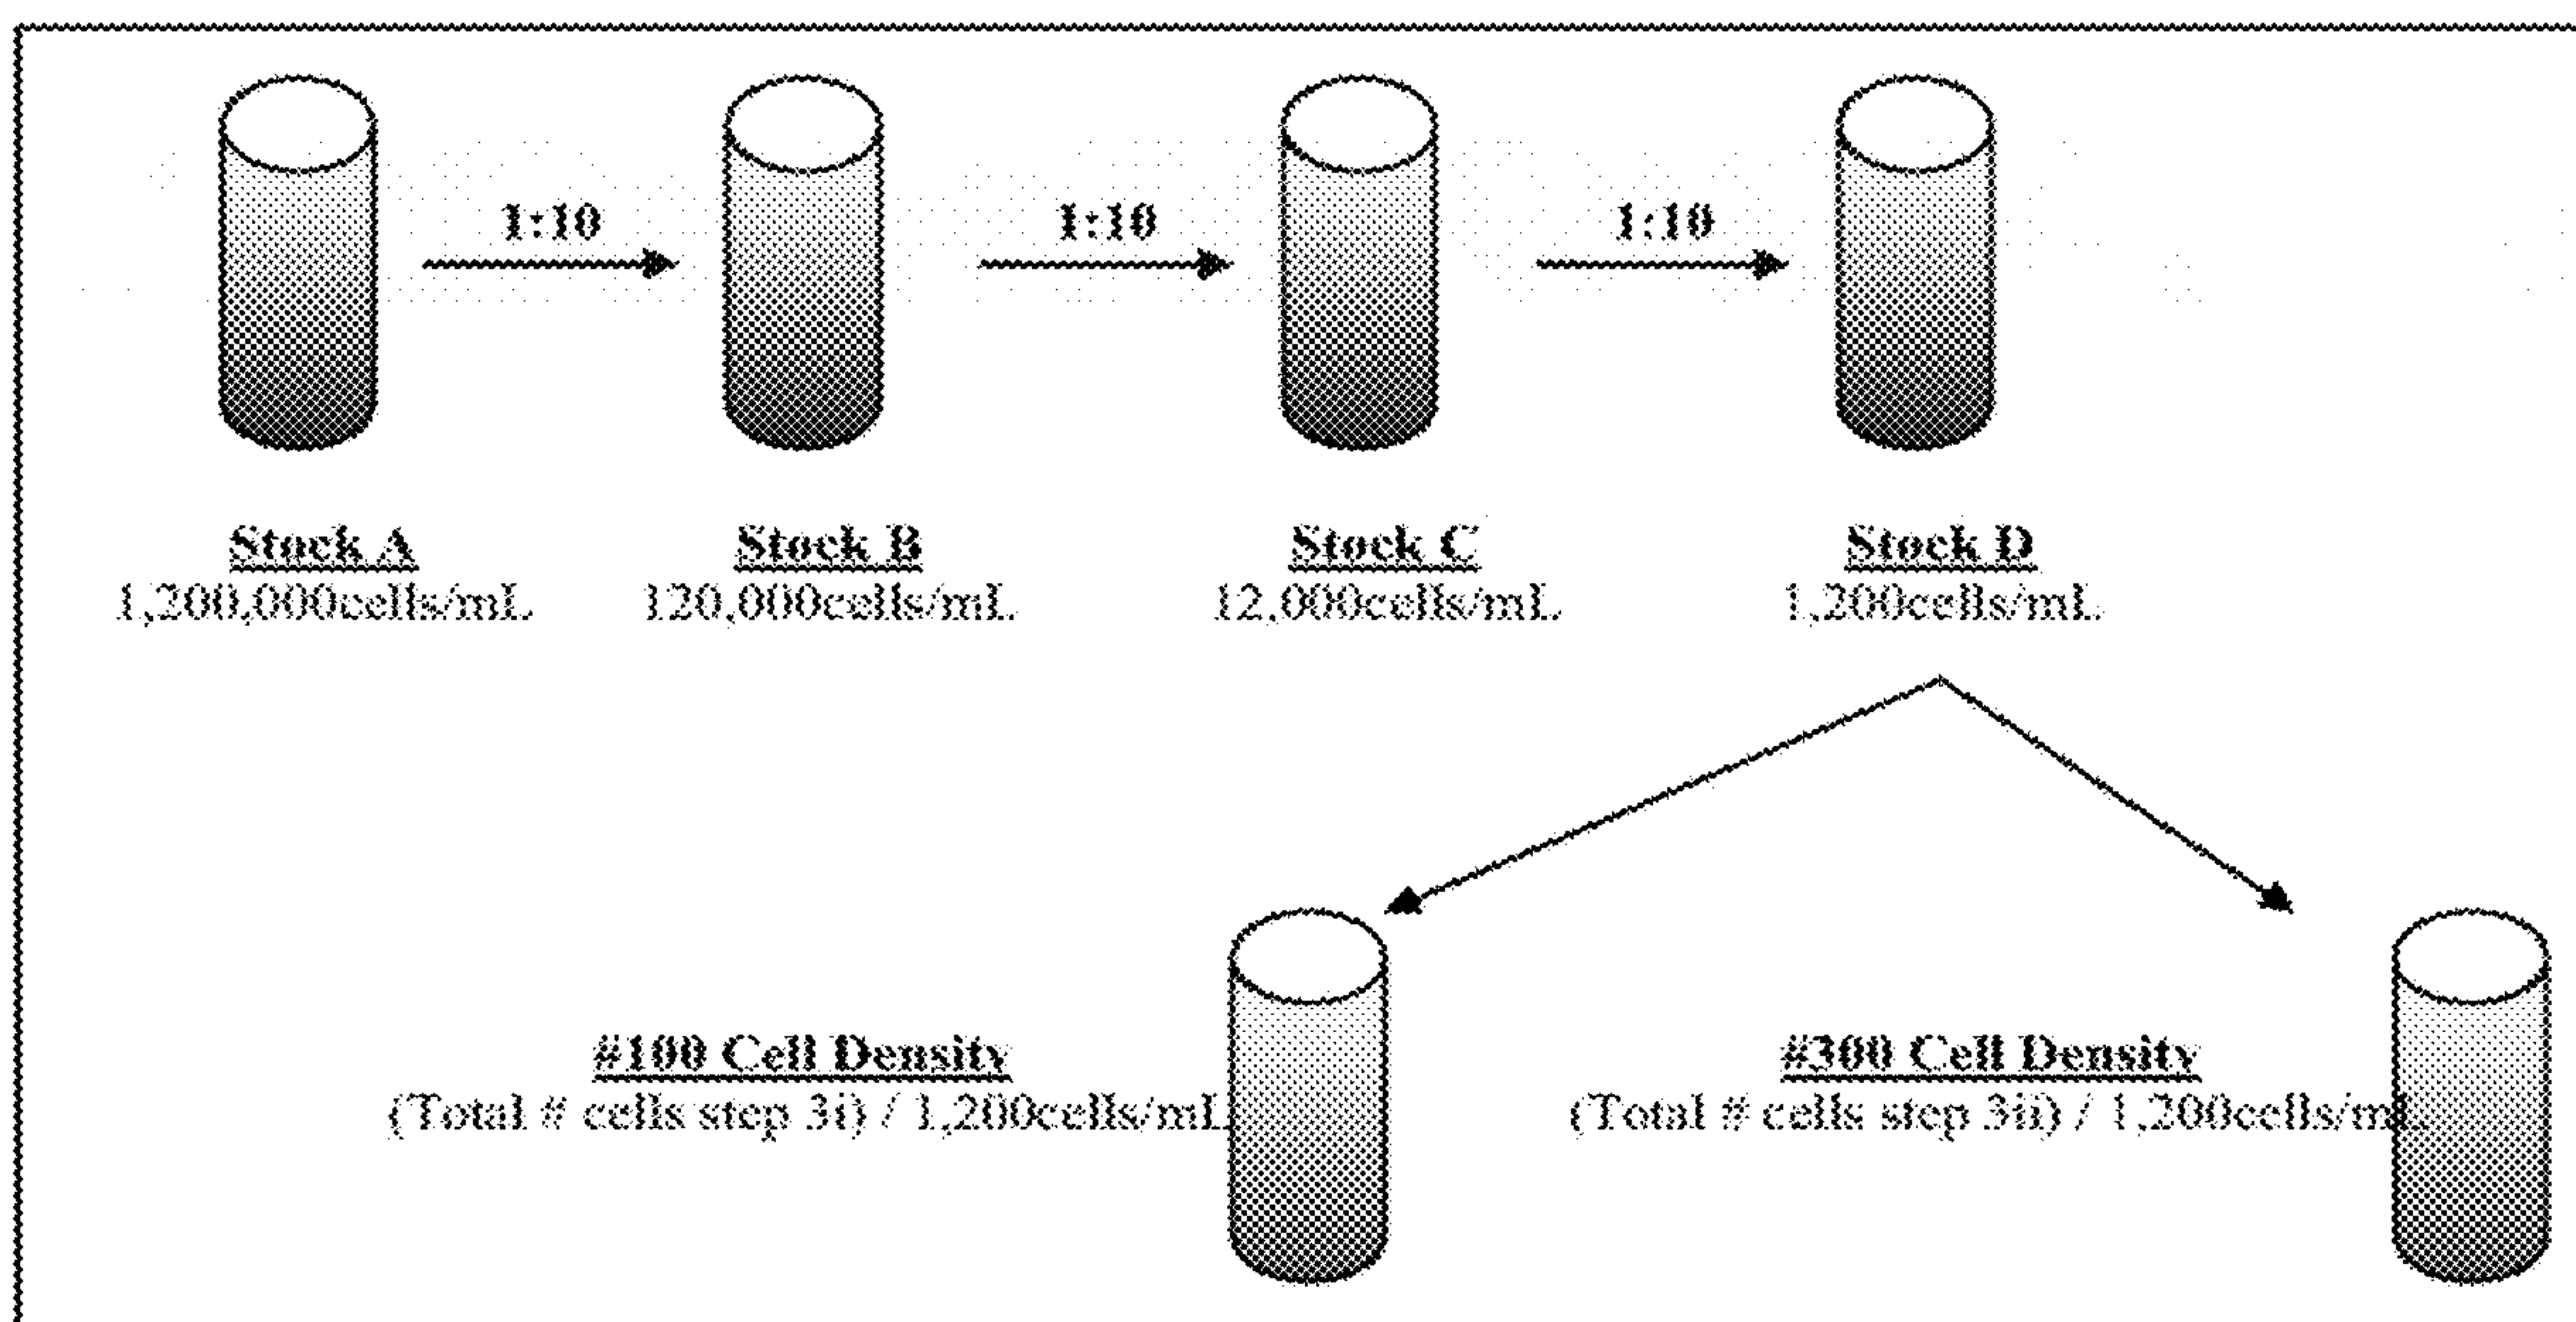 1:10 1:10 1:10
Stock A Stock B Stock C Stock D
1,200,000cells/mL 120,000cells/mL 12,000cells/mL 1,200cells/mL
#100 Cell Density #300 Cell Density
(Total # cells step 3i) / 1,200cells/mL (Total # cells step 3ii) / 1,200cells/mL